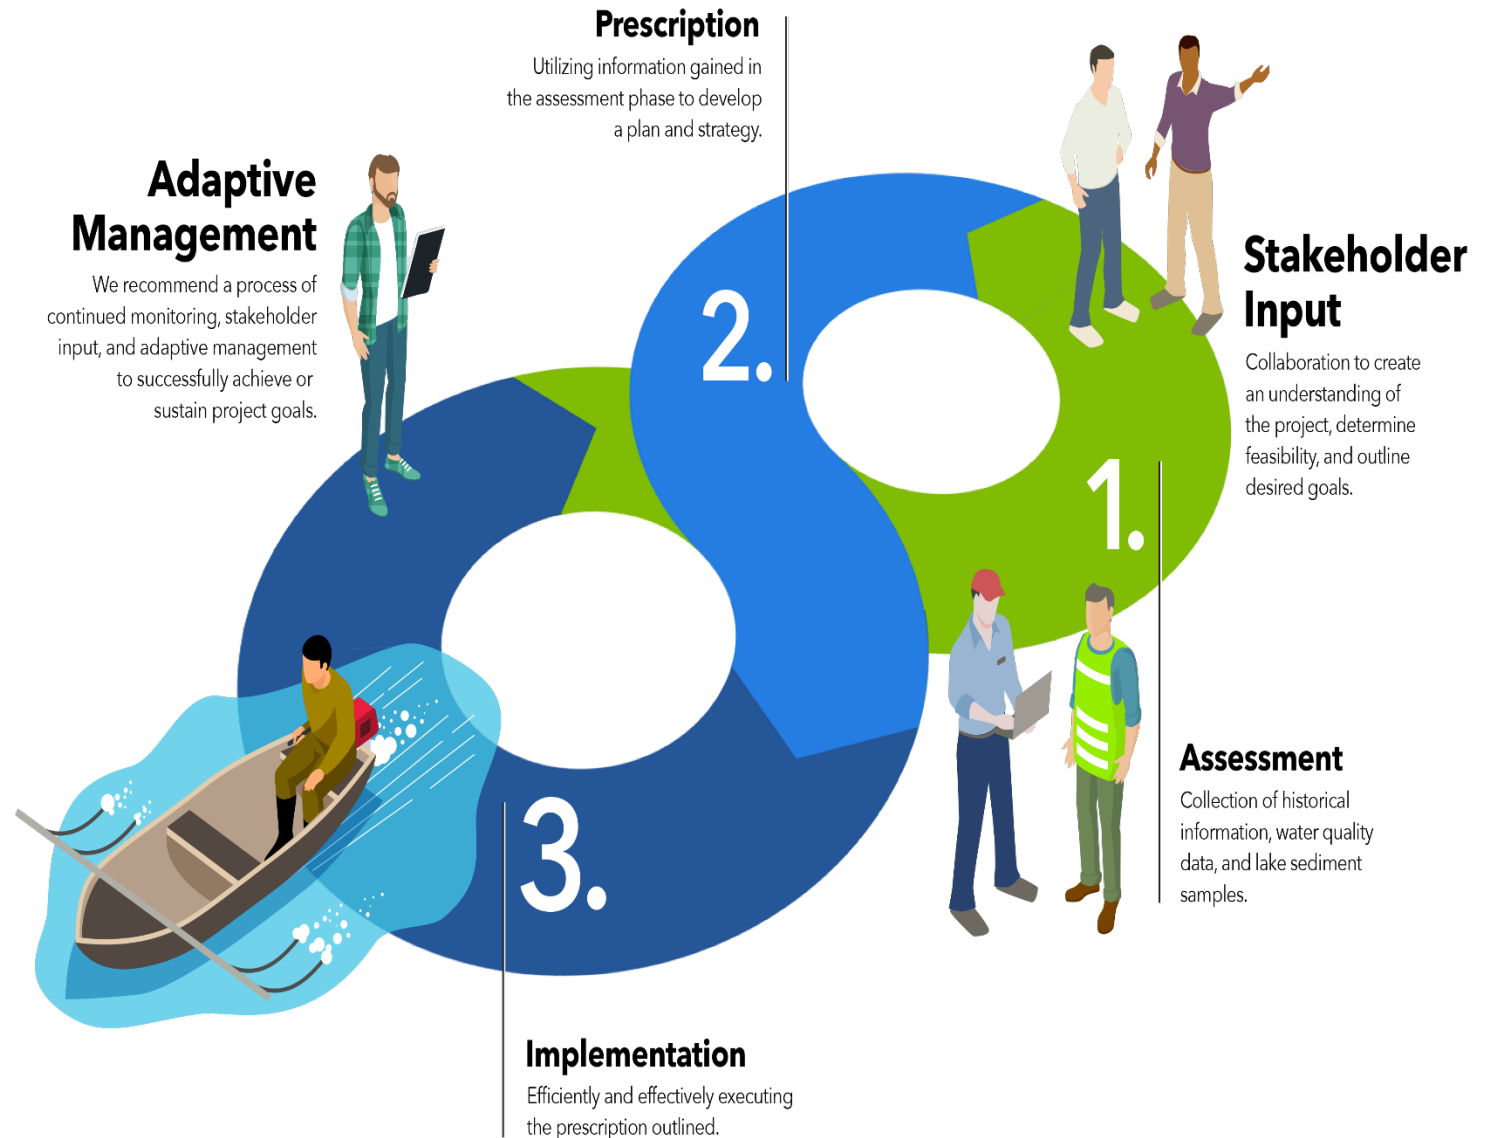 Prescription
Utilizing information gained in
the assessment phase to develop
a plan and strategy.
Adaptive
Management
We recommend a process of
continued monitoring, stakeholder
input, and adaptive management
to successfully achieve or
sustain project goals.
Stakeholder
Input
Collaboration to create
an understanding of
the project, determine
feasibility, and outline
desired goals.
2.
1.
Assessment
Collection of historical
information, water quality
data, and lake sediment
samples.
3.
Implementation
Efficiently and effectively executing
the prescription outlined.